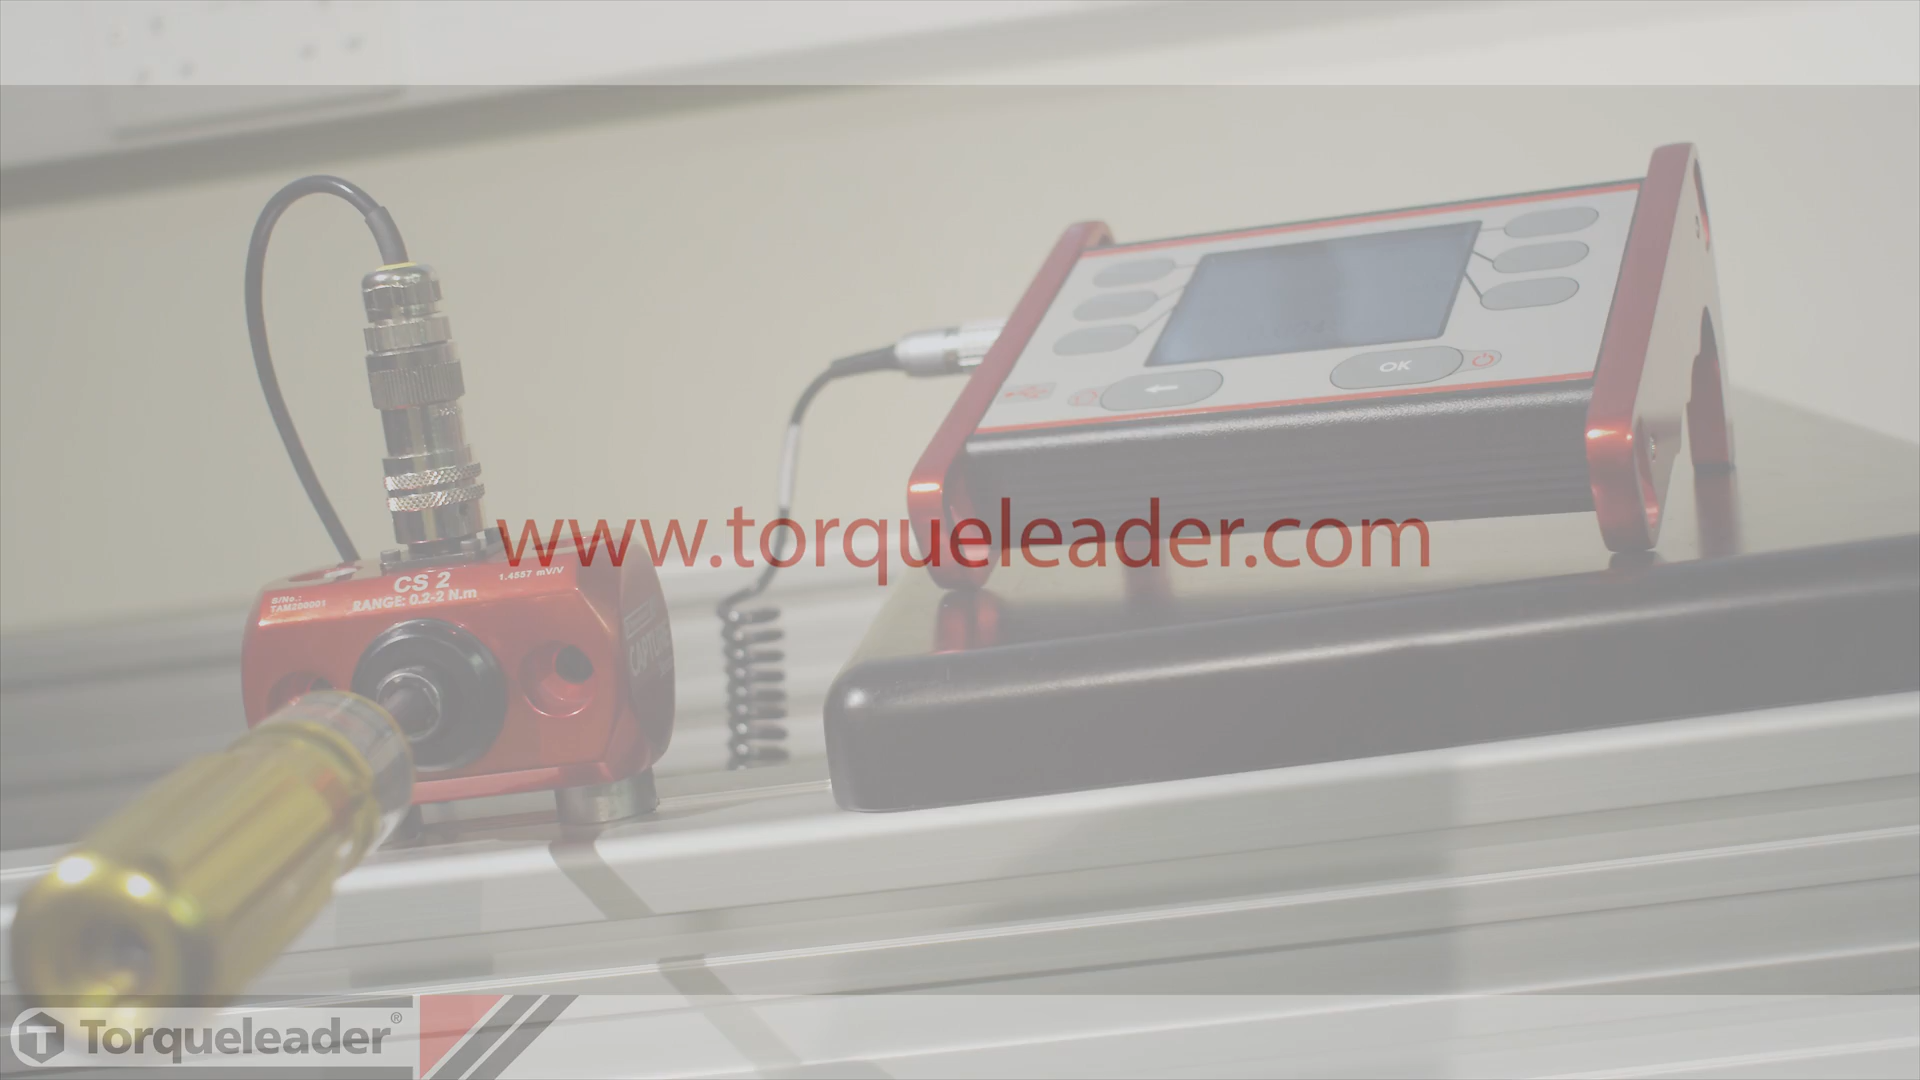 OK
www.torqueleader.com
CS 2
1.4557 mV/V
S/No.:
TAM200001
RANGE: 0.2-2 N.m
Torqueleader®